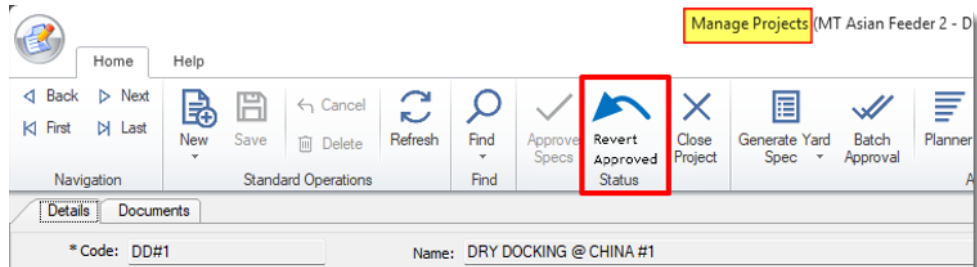 Manage Projects (MT Asian Feeder 2 - D
Home Help
Back Next
First Last
New
Save
Cancel
Delete
Refresh
Find
Approve
Specs
Revert
Approved
Close
Project
Generate Yard
Spec
Batch
Approval
Planner
Navigation Standard Operations Find Status A
Details Documents
* Code: DD#1 Name: DRY DOCKING @ CHINA #1